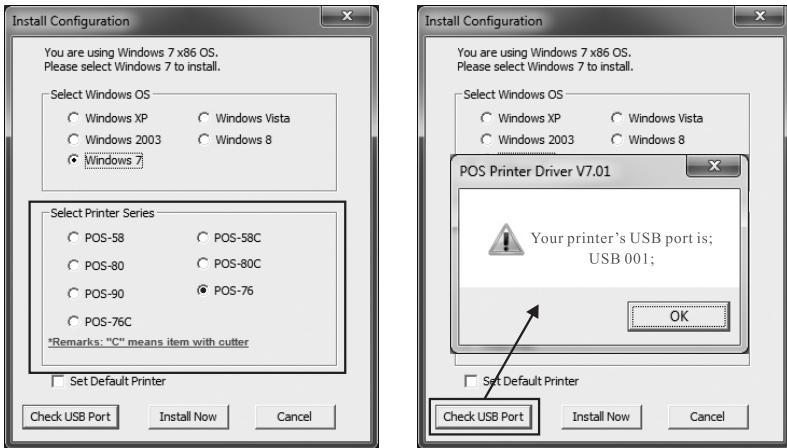 Install Configuration
X
You are using Windows 7 x86 OS.
Please select Windows 7 to install.
Select Windows OS
Windows XP Windows Vista
Windows 2003 Windows 8
Windows 7
Select Printer Series
POS-58 POS-58C
POS-80 POS-80C
POS-90 POS-76
POS-76C
*Remarks: "C" means item with cutter
Set Default Printer
Check USB Port Install Now Cancel
Install Configuration
X
You are using Windows 7 x86 OS.
Please select Windows 7 to install.
Select Windows OS
Windows XP Windows Vista
Windows 2003 Windows 8
POS Printer Driver V7.01
X
Your printer's USB port is;
USB 001;
OK
Set Default Printer
Check USB Port Install Now Cancel